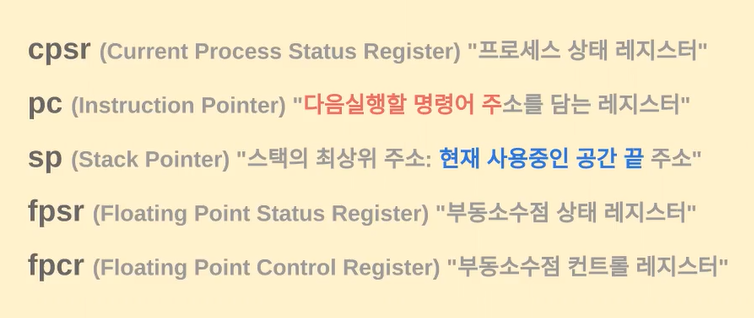 cpsr (Current Process Status Register) "프로세스 상태 레지스터"
pc (Instruction Pointer) "다음실행할 명령어 주소를 담는 레지스터"
sp (Stack Pointer) "스택의 최상위 주소: 현재 사용중인 공간 끝 주소"
fpsr (Floating Point Status Register) "부동소수점 상태 레지스터"
fpcr (Floating Point Control Register) "부동소수점 컨트롤 레지스터"